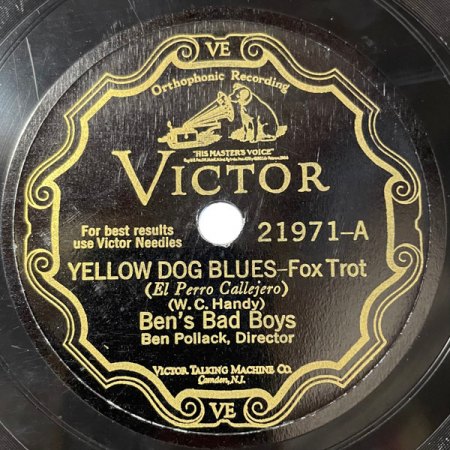 VE
Orthophonic Recording
"HIS MASTER'S VOICE"
VICTOR
For best results
use Victor Needles
21971-A
YELLOW DOG BLUES-Fox Trot
(El Perro Callejero)
(W. C. Handy)
Ben's Bad Boys
Ben Pollack, Director
VICTOR TALKING MACHINE CO.
Camden, N.J.
VE